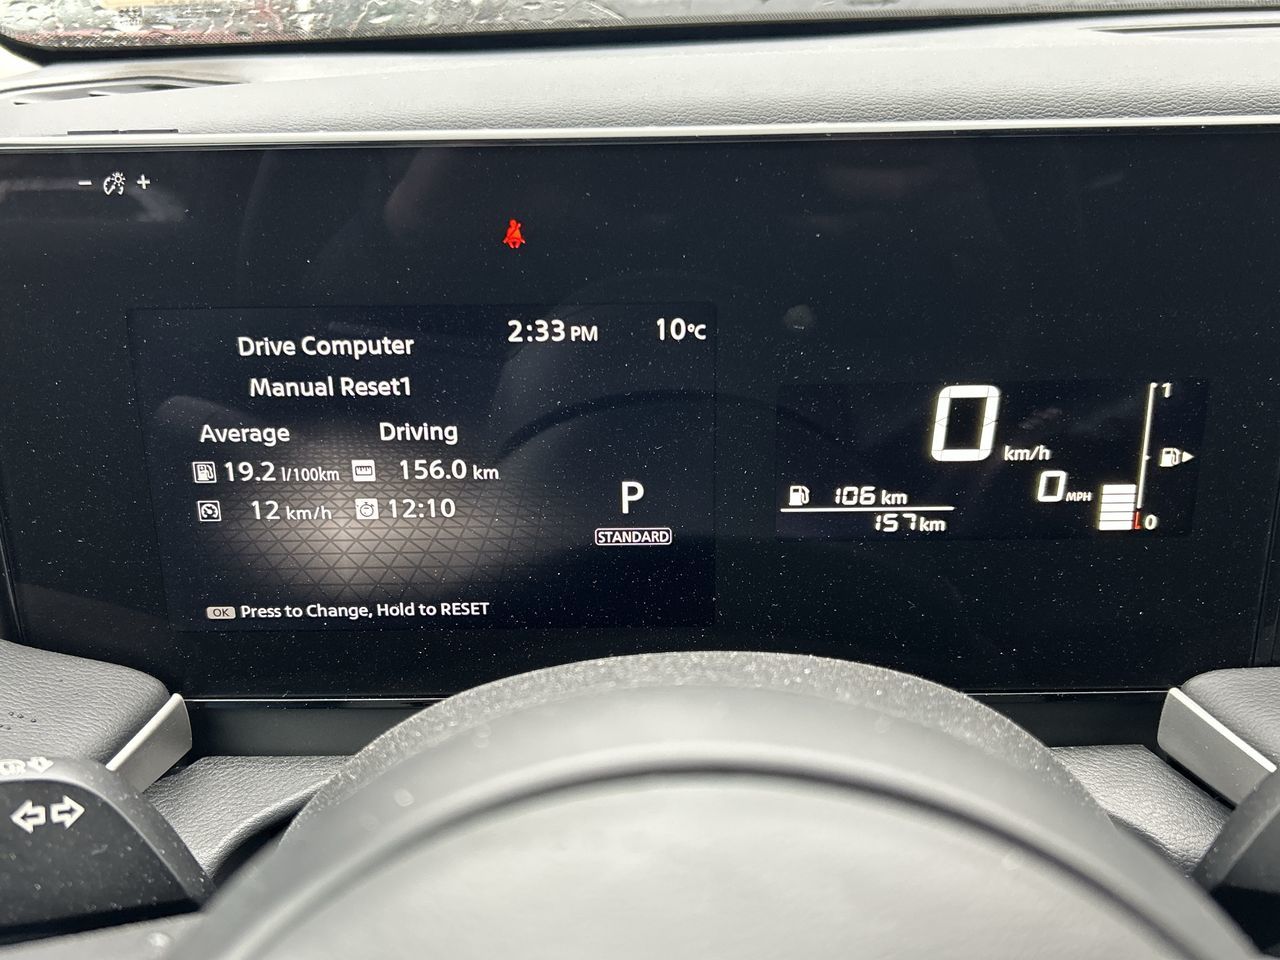 - +
2:33 PM 10°C
Drive Computer
Manual Reset1
Average Driving
19.2 l/100km 156.0 km
12 km/h 12:10
P
STANDARD
OK Press to Change, Hold to RESET
0 km/h
0 MPH
106 km
157 km
1
0